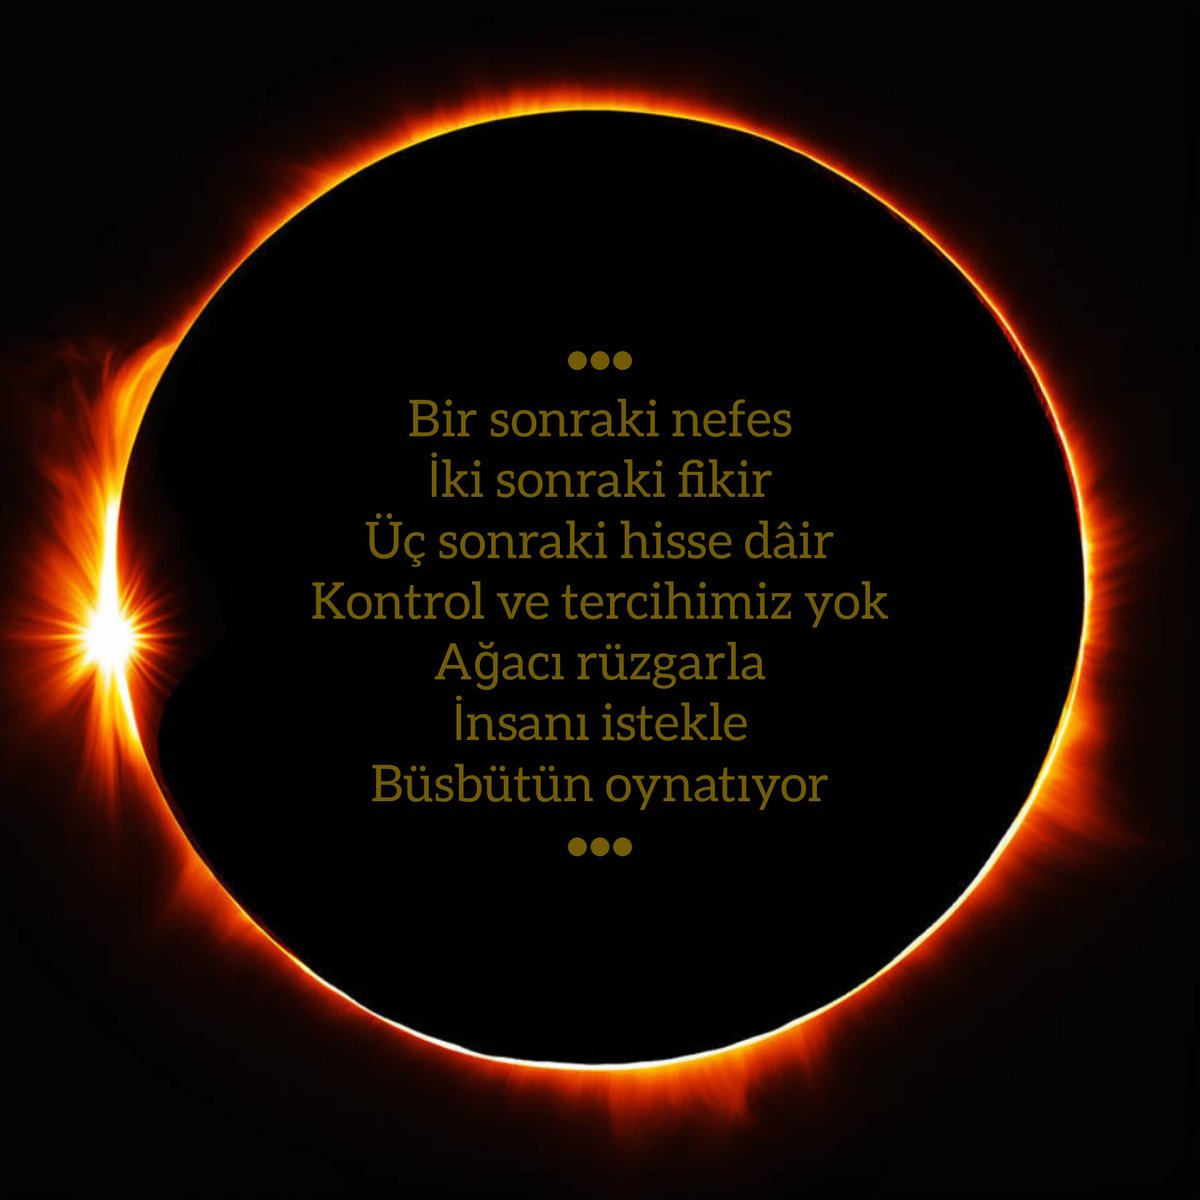 ●●●
Bir sonraki nefes
İki sonraki fikir
Üç sonraki hisse dâir
Kontrol ve tercihimiz yok
Ağacı rüzgarla
İnsanı istekle
Büsbütün oynatıyor
●●●